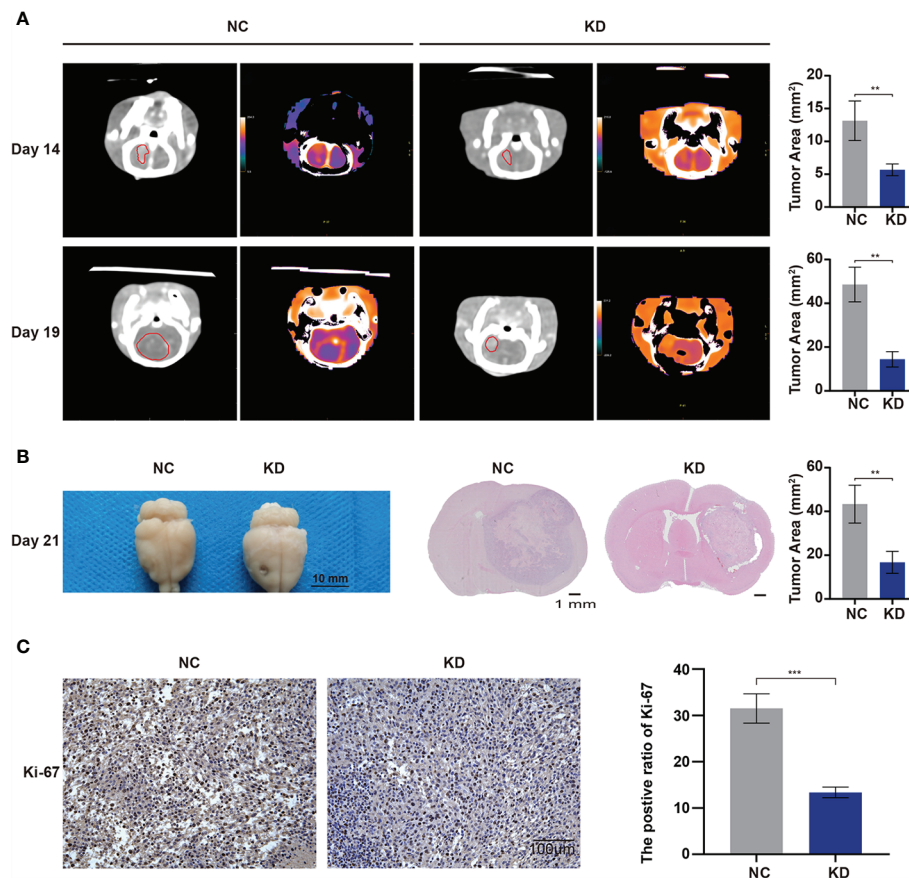 A
NC
KD
Day 14
Tumor Area (mm²)
20
15
10
5
0
**
NC
KD
Day 19
Tumor Area (mm²)
60
40
20
0
**
NC
KD
B
NC
KD
NC
KD
Day 21
10 mm
1 mm
Tumor Area (mm²)
60
40
20
0
**
NC
KD
C
NC
KD
Ki-67
100μm
The postive ratio of Ki-67
40
30
20
10
0
***
NC
KD